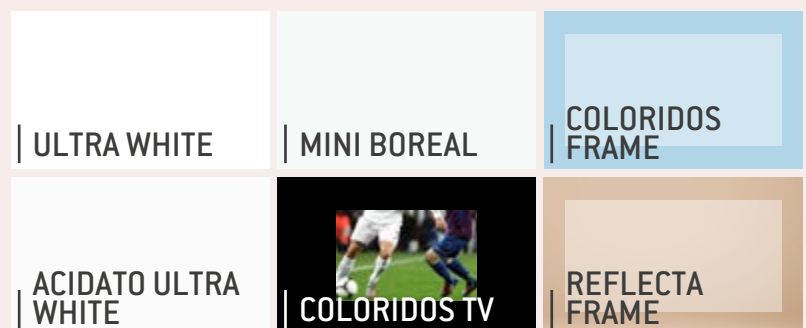 ULTRA WHITE
MINI BOREAL
COLORIDOS
FRAME
ACIDATO ULTRA
WHITE
COLORIDOS TV
REFLECTA
FRAME